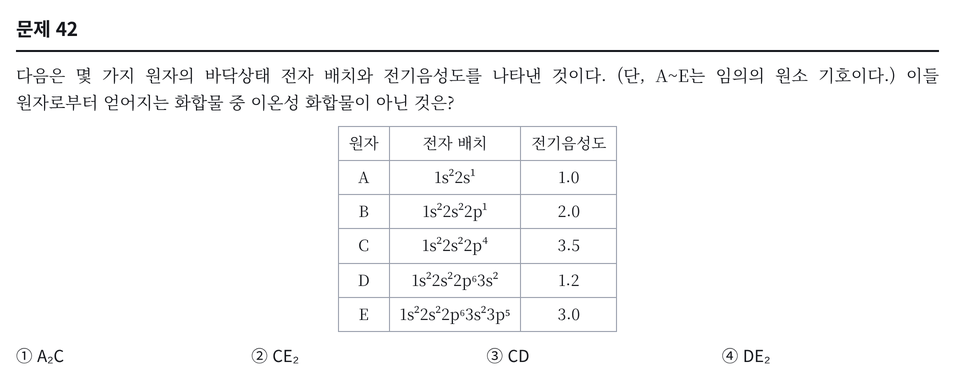 문제 42
다음은 몇 가지 원자의 바닥상태 전자 배치와 전기음성도를 나타낸 것이다. (단, A~E는 임의의 원소 기호이다.) 이들
원자로부터 얻어지는 화합물 중 이온성 화합물이 아닌 것은?
원자 전자 배치 전기음성도
A 1s²2s¹ 1.0
B 1s²2s²2p¹ 2.0
C 1s²2s²2p⁴ 3.5
D 1s²2s²2p⁶3s² 1.2
E 1s²2s²2p⁶3s²3p⁵ 3.0
① A₂C ② CE₂ ③ CD ④ DE₂